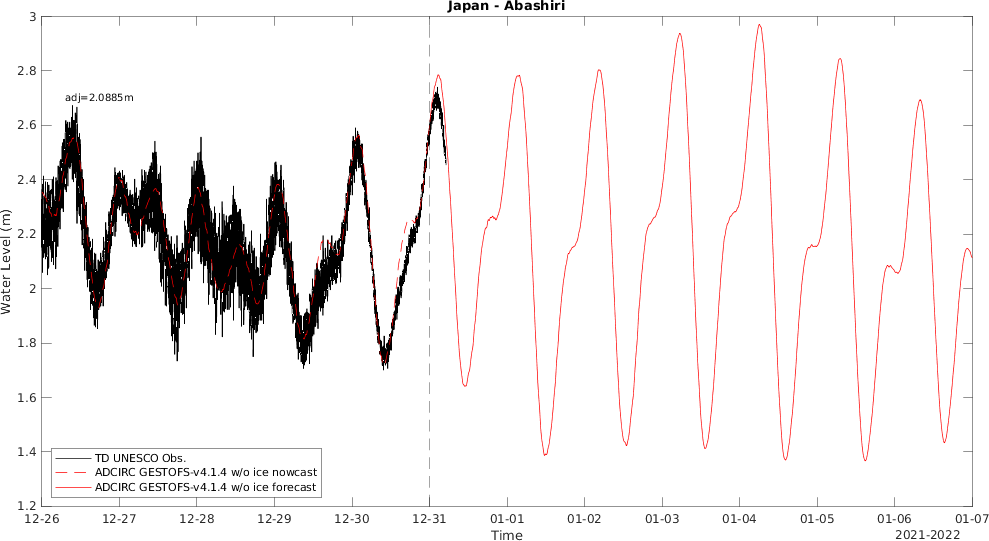 Japan - Abashiri
3
2.8
2.6
2.4
2.2
2
1.8
1.6
1.4
1.2
Water Level (m)
adj=2.0885m
TD UNESCO Obs.
ADCIRC GESTOFS-v4.1.4 w/o ice nowcast
ADCIRC GESTOFS-v4.1.4 w/o ice forecast
12-26 12-27 12-28 12-29 12-30 12-31 01-01 01-02 01-03 01-04 01-05 01-06 01-07
Time
2021-2022